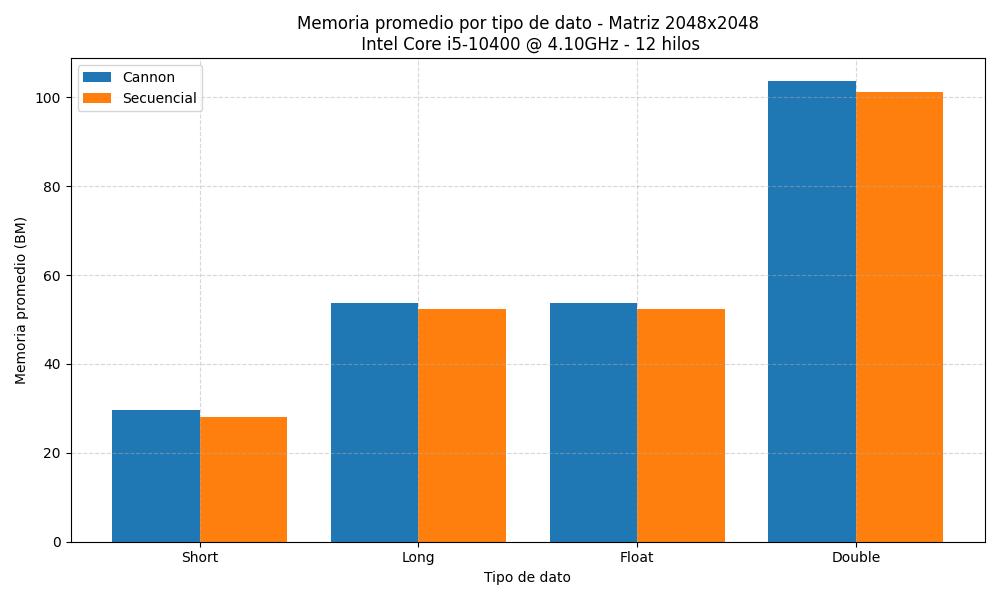 Memoria promedio por tipo de dato - Matriz 2048x2048
Intel Core i5-10400 @ 4.10GHz - 12 hilos
Cannon
Secuencial
Memoria promedio (BM)
100
80
60
40
20
0
Short Long Float Double
Tipo de dato